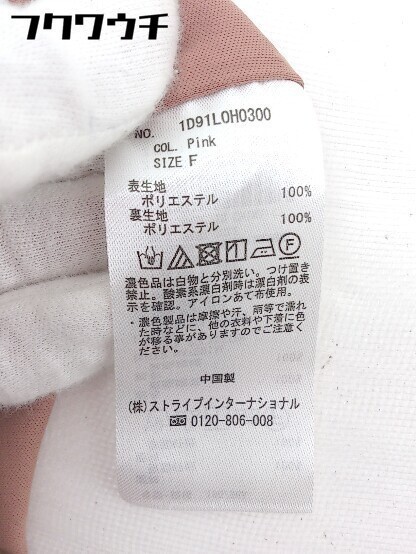 フクワウチ
NO. 1D91L0H0300
COL. Pink
SIZE F
表生地
ポリエステル 100%
裏生地
ポリエステル 100%
濃色品は白物と分別洗い。つけ置き
禁止。酸素系漂白剤時は漂白剤の表
示を確認。アイロンあて布使用。
・濃色製品は摩擦や汗、雨等で濡れ
た時などに、他の衣料や下着に色
が移る事がありますのでご注意く
ださい。
中国製
(株)ストライプインターナショナル
0120-806-008